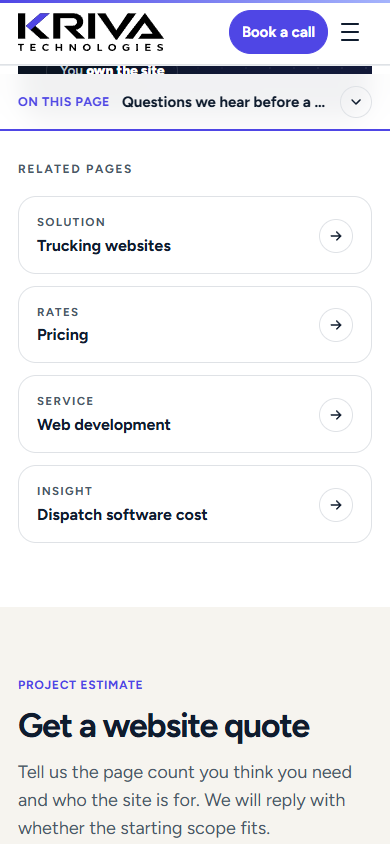 KRIVA
TECHNOLOGIES
Book a call
You own the site
ON THIS PAGE Questions we hear before a ...
RELATED PAGES
SOLUTION
Trucking websites
RATES
Pricing
SERVICE
Web development
INSIGHT
Dispatch software cost
PROJECT ESTIMATE
Get a website quote
Tell us the page count you think you need
and who the site is for. We will reply with
whether the starting scope fits.